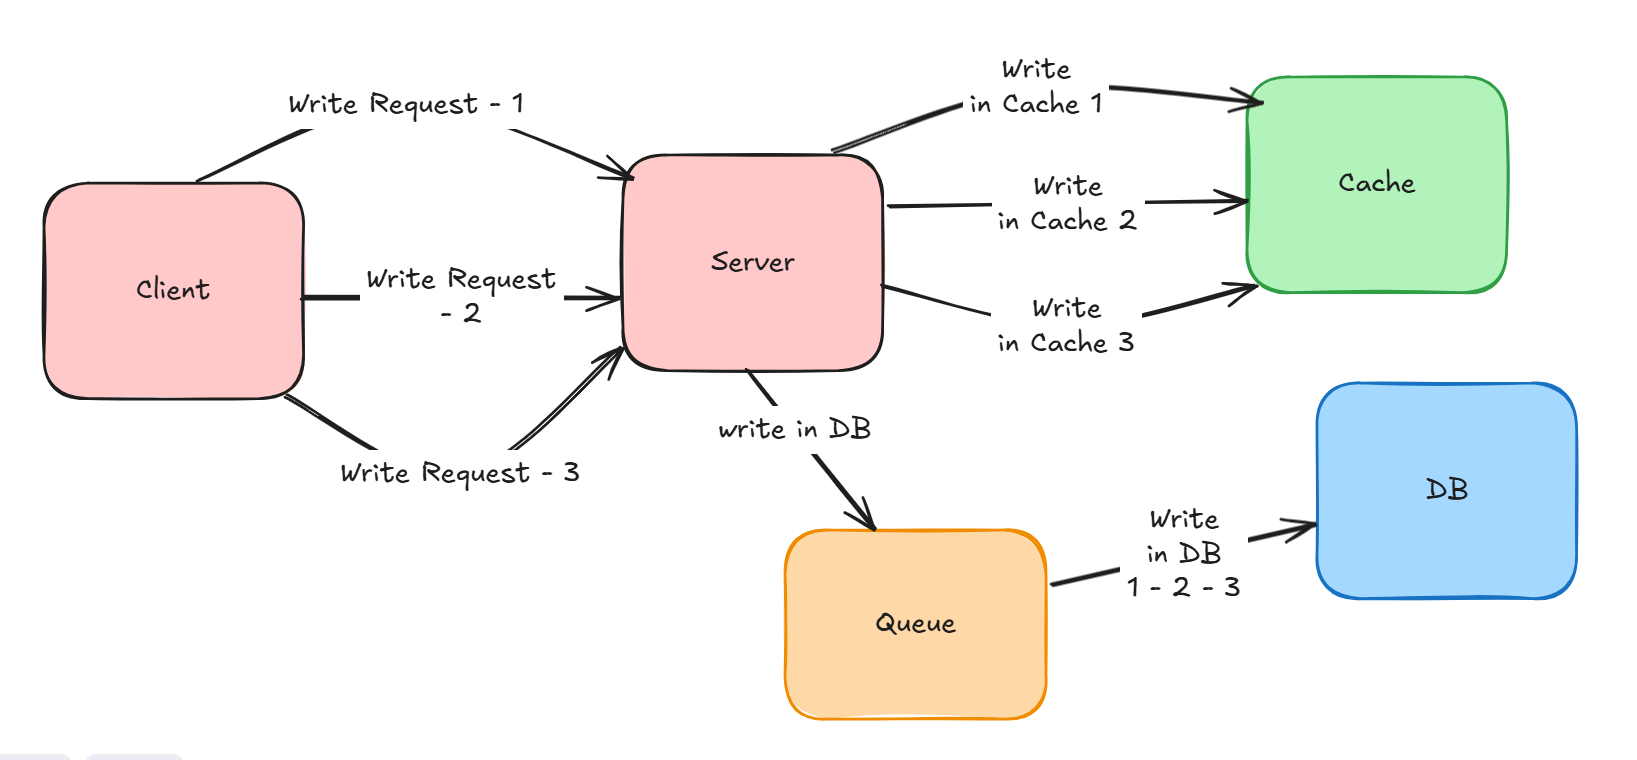 Write Request - 1
Client
Write Request
- 2
Write Request - 3
Server
Write
in Cache 1
Write
in Cache 2
Write
in Cache 3
Cache
write in DB
Queue
Write
in DB
1 - 2 - 3
DB